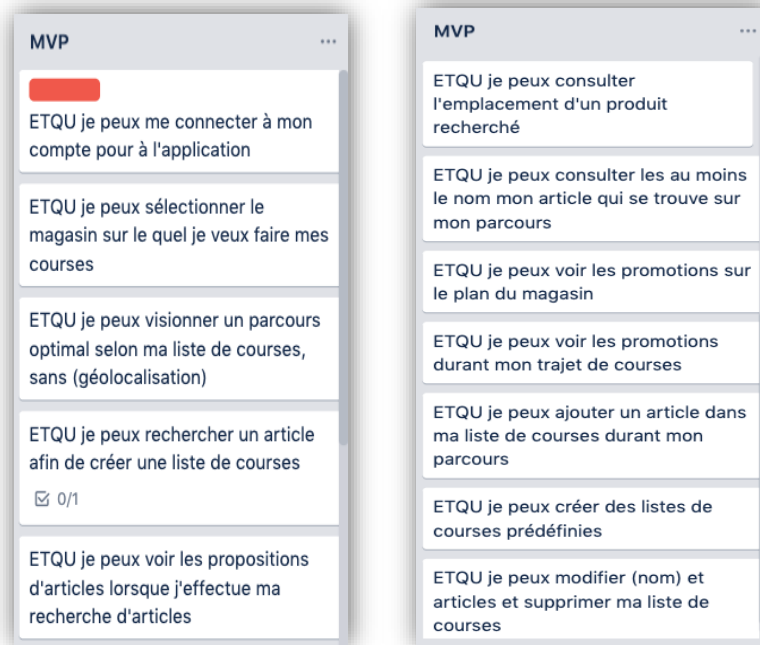 MVP
ETQU je peux me connecter à mon
compte pour à l'application
ETQU je peux sélectionner le
magasin sur le quel je veux faire mes
courses
ETQU je peux visionner un parcours
optimal selon ma liste de courses,
sans (géolocalisation)
ETQU je peux rechercher un article
afin de créer une liste de courses
0/1
ETQU je peux voir les propositions
d'articles lorsque j'effectue ma
recherche d'articles
MVP
ETQU je peux consulter
l'emplacement d'un produit
recherché
ETQU je peux consulter les au moins
le nom mon article qui se trouve sur
mon parcours
ETQU je peux voir les promotions sur
le plan du magasin
ETQU je peux voir les promotions
durant mon trajet de courses
ETQU je peux ajouter un article dans
ma liste de courses durant mon
parcours
ETQU je peux créer des listes de
courses prédéfinies
ETQU je peux modifier (nom) et
articles et supprimer ma liste de
courses